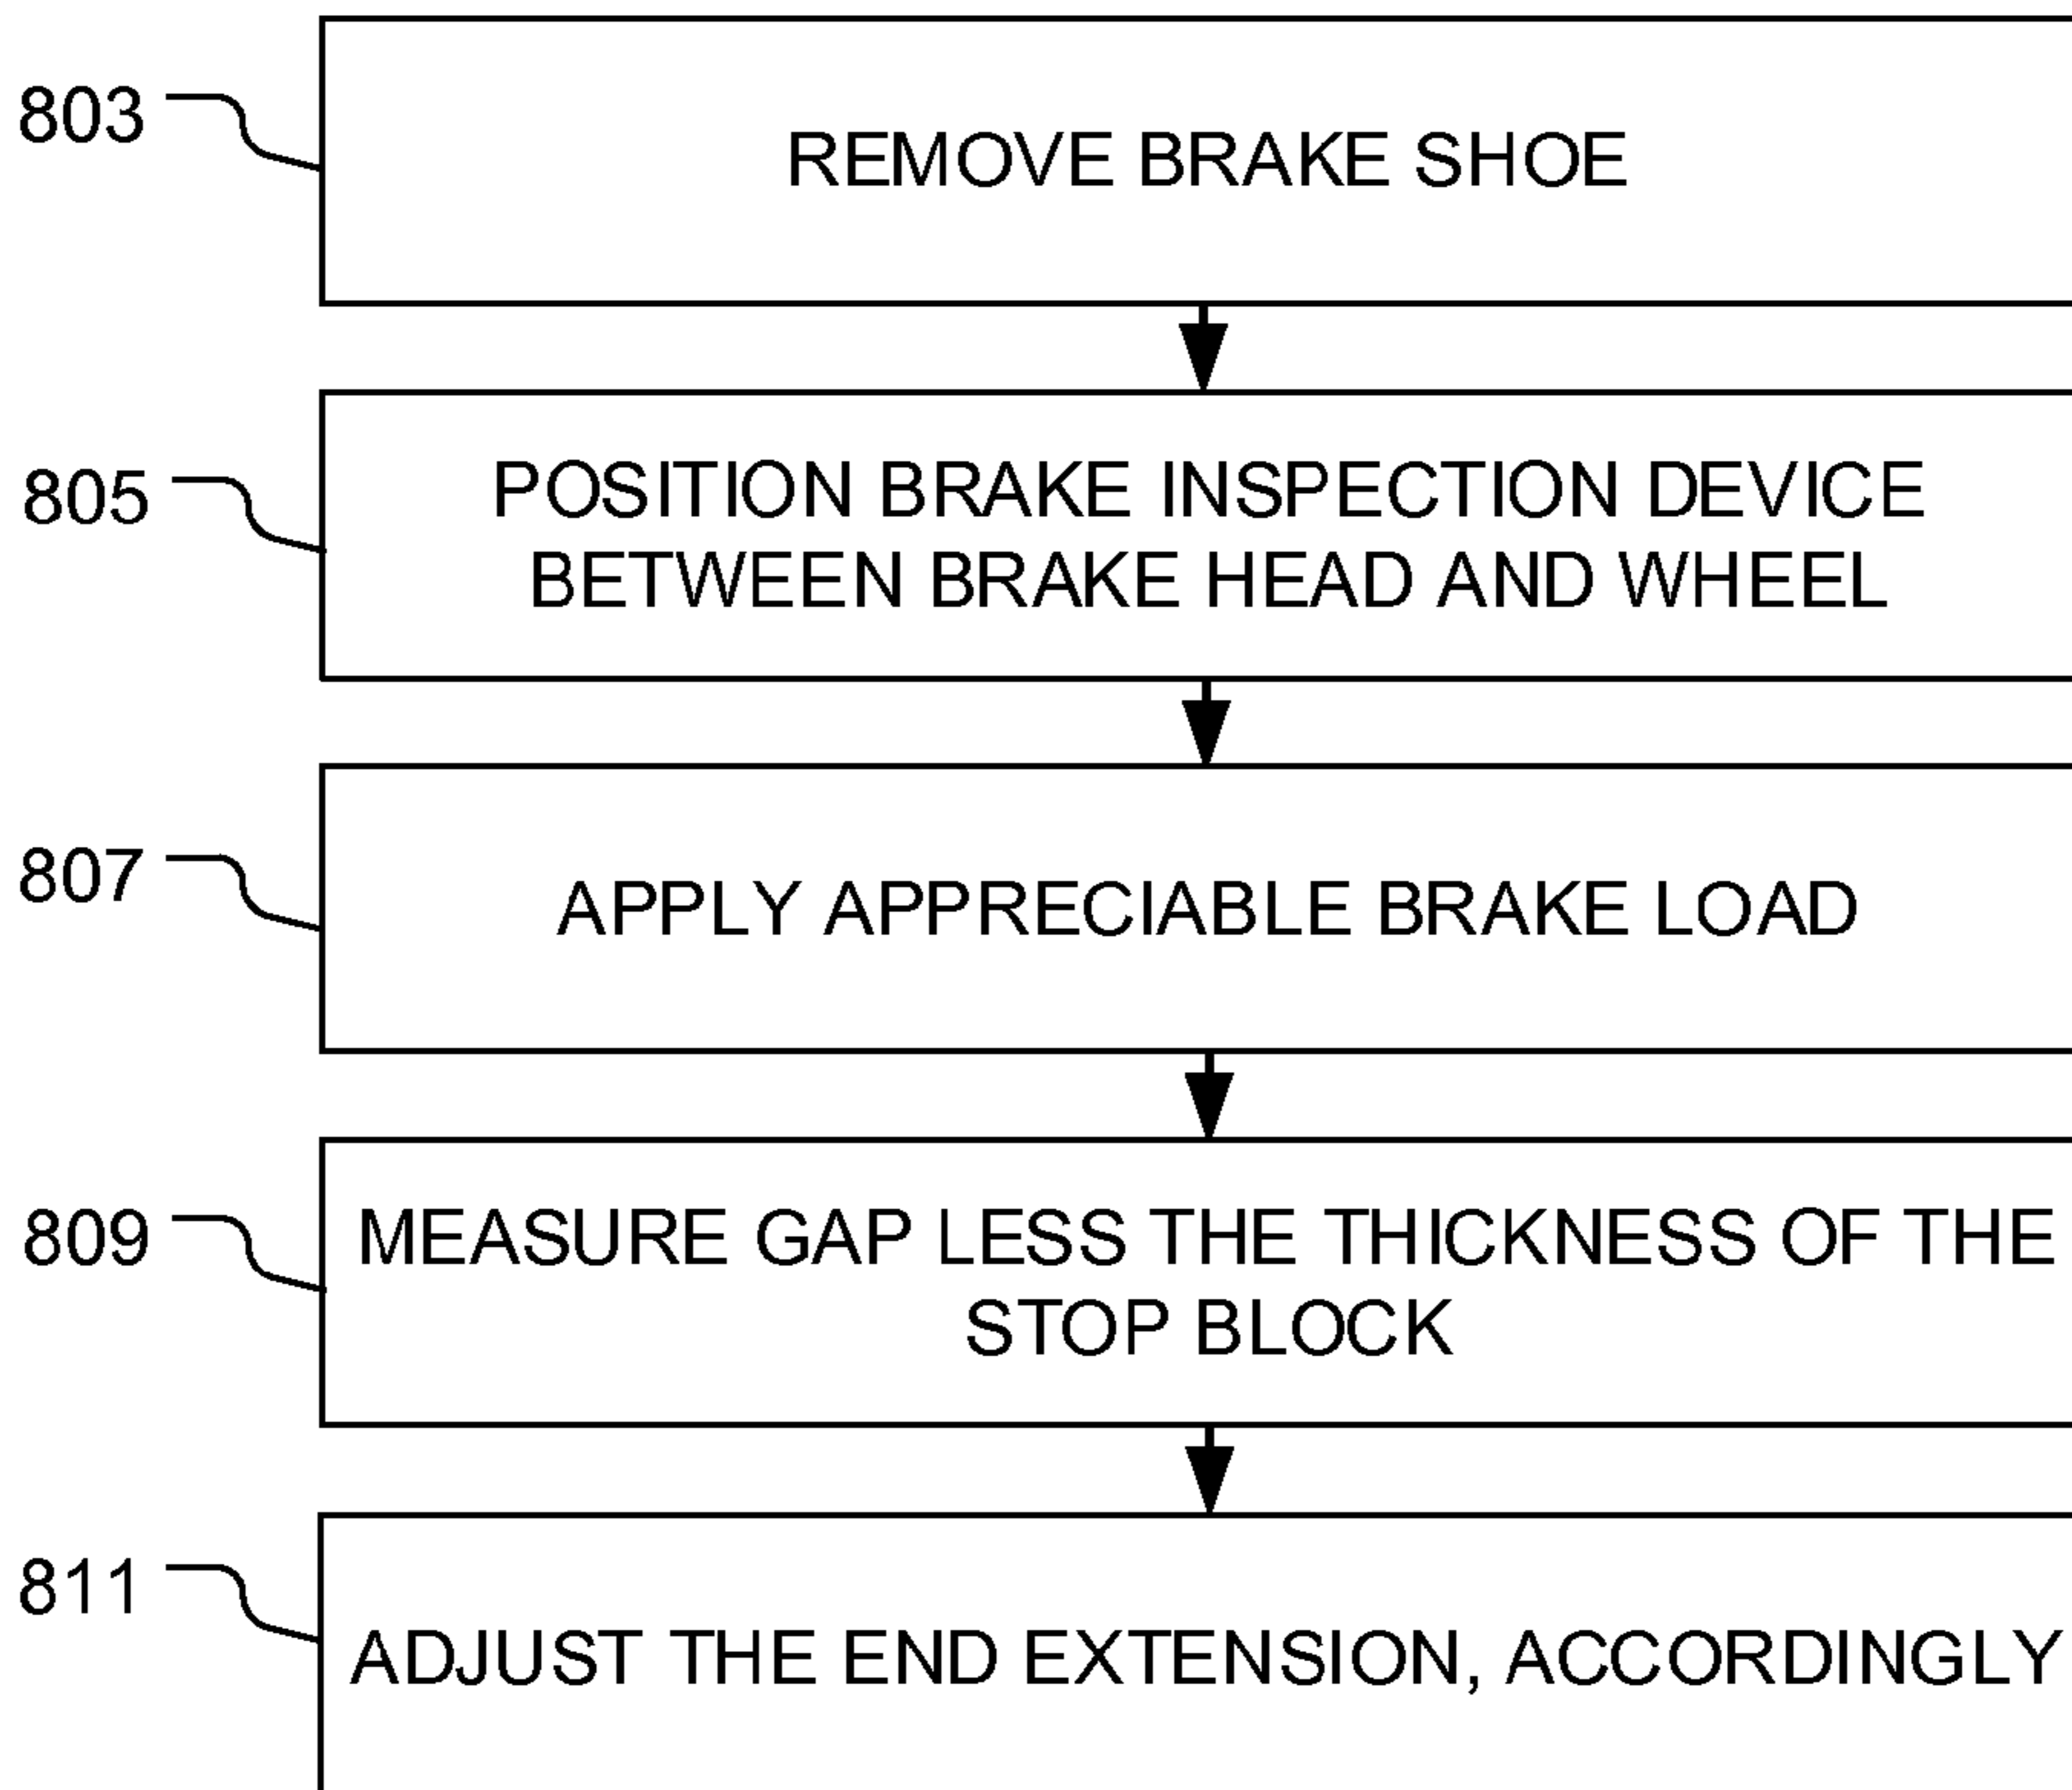 803
REMOVE BRAKE SHOE
805
POSITION BRAKE INSPECTION DEVICE
BETWEEN BRAKE HEAD AND WHEEL
807
APPLY APPRECIABLE BRAKE LOAD
809
MEASURE GAP LESS THE THICKNESS OF THE
STOP BLOCK
811
ADJUST THE END EXTENSION, ACCORDINGLY